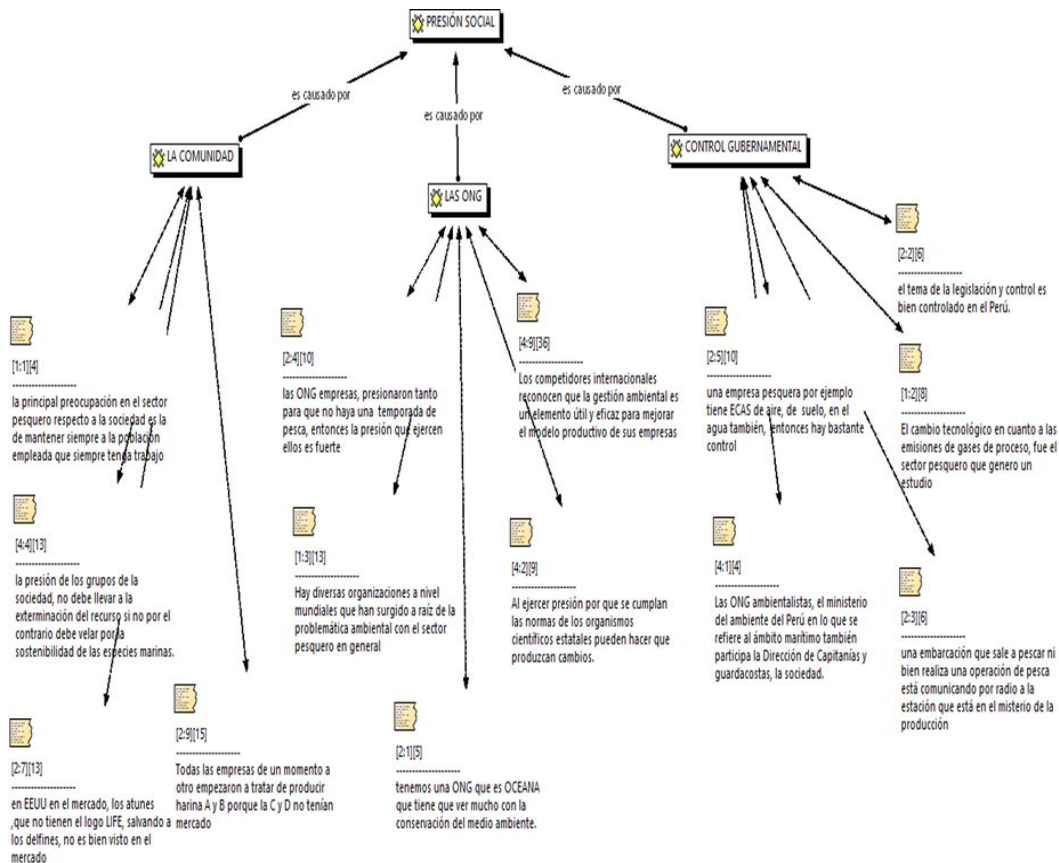 PRESIÓN SOCIAL
es causado por
es causado por
es causado por
LA COMUNIDAD
LAS ONG
CONTROL GUBERNAMENTAL
[1:1][4]
--------------------
la principal preocupación en el sector
pesquero respecto a la sociedad es la
de mantener siempre a la población
empleada que siempre tenga trabajo
[4:4][13]
--------------------
la presión de los grupos de la
sociedad, no debe llevar a la
exterminación del recurso si no por el
contrario debe velar por la
sostenibilidad de las especies marinas.
[2:7][13]
--------------------
en EEUU en el mercado, los atunes
,que no tienen el logo LIFE, salvando a
los delfines, no es bien visto en el
mercado
[2:9][15]
--------------------
Todas las empresas de un momento a
otro empezaron a tratar de producir
harina A y B porque la C y D no tenían
mercado
[2:4][10]
--------------------
las ONG empresas, presionaron tanto
para que no haya una temporada de
pesca, entonces la presión que ejercen
ellos es fuerte
[1:3][13]
--------------------
Hay diversas organizaciones a nivel
mundiales que han surgido a raíz de la
problemática ambiental con el sector
pesquero en general
[2:1][5]
--------------------
tenemos una ONG que es OCEANA
que tiene que ver mucho con la
conservación del medio ambiente.
[4:9][36]
--------------------
Los competidores internacionales
reconocen que la gestión ambiental es
un elemento útil y eficaz para mejorar
el modelo productivo de sus empresas
[4:2][9]
--------------------
Al ejercer presión por que se cumplan
las normas de los organismos
científicos estatales pueden hacer que
produzcan cambios.
[2:5][10]
--------------------
una empresa pesquera por ejemplo
tiene ECAS de aire, de suelo, en el
agua también, entonces hay bastante
control
[4:1][4]
--------------------
Las ONG ambientalistas, el ministerio
del ambiente del Perú en lo que se
refiere al ámbito marítimo también
participa la Dirección de Capitanías y
guardacostas, la sociedad.
[2:2][6]
--------------------
el tema de la legislación y control es
bien controlado en el Perú.
[1:2][8]
--------------------
El cambio tecnológico en cuanto a las
emisiones de gases de proceso, fue el
sector pesquero que genero un
estudio
[2:3][6]
--------------------
una embarcación que sale a pescar ni
bien realiza una operación de pesca
está comunicando por radio a la
estación que está en el misterio de la
producción